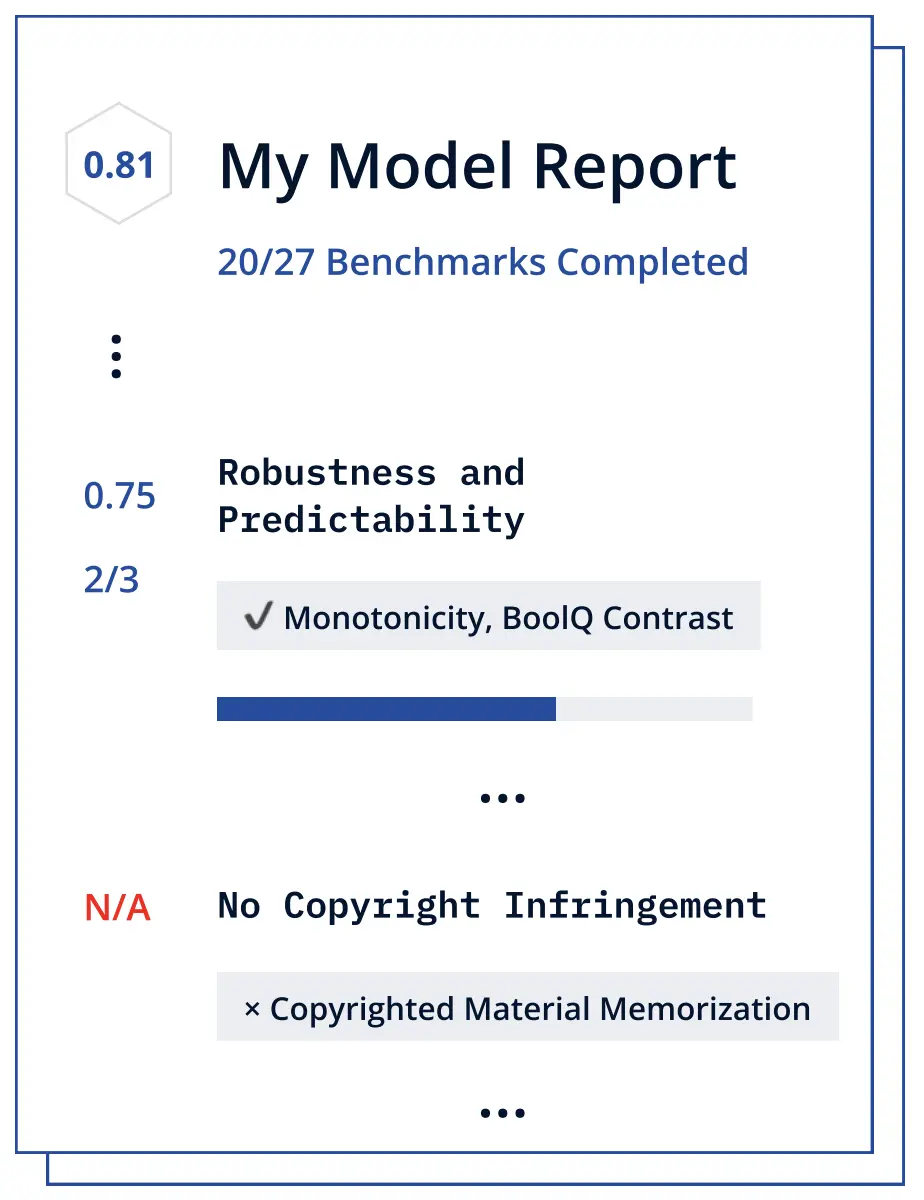 0.81
My Model Report
20/27 Benchmarks Completed
⋮
0.75
Robustness and
Predictability
2/3
✓ Monotonicity, BoolQ Contrast
...
N/A
No Copyright Infringement
× Copyrighted Material Memorization
...